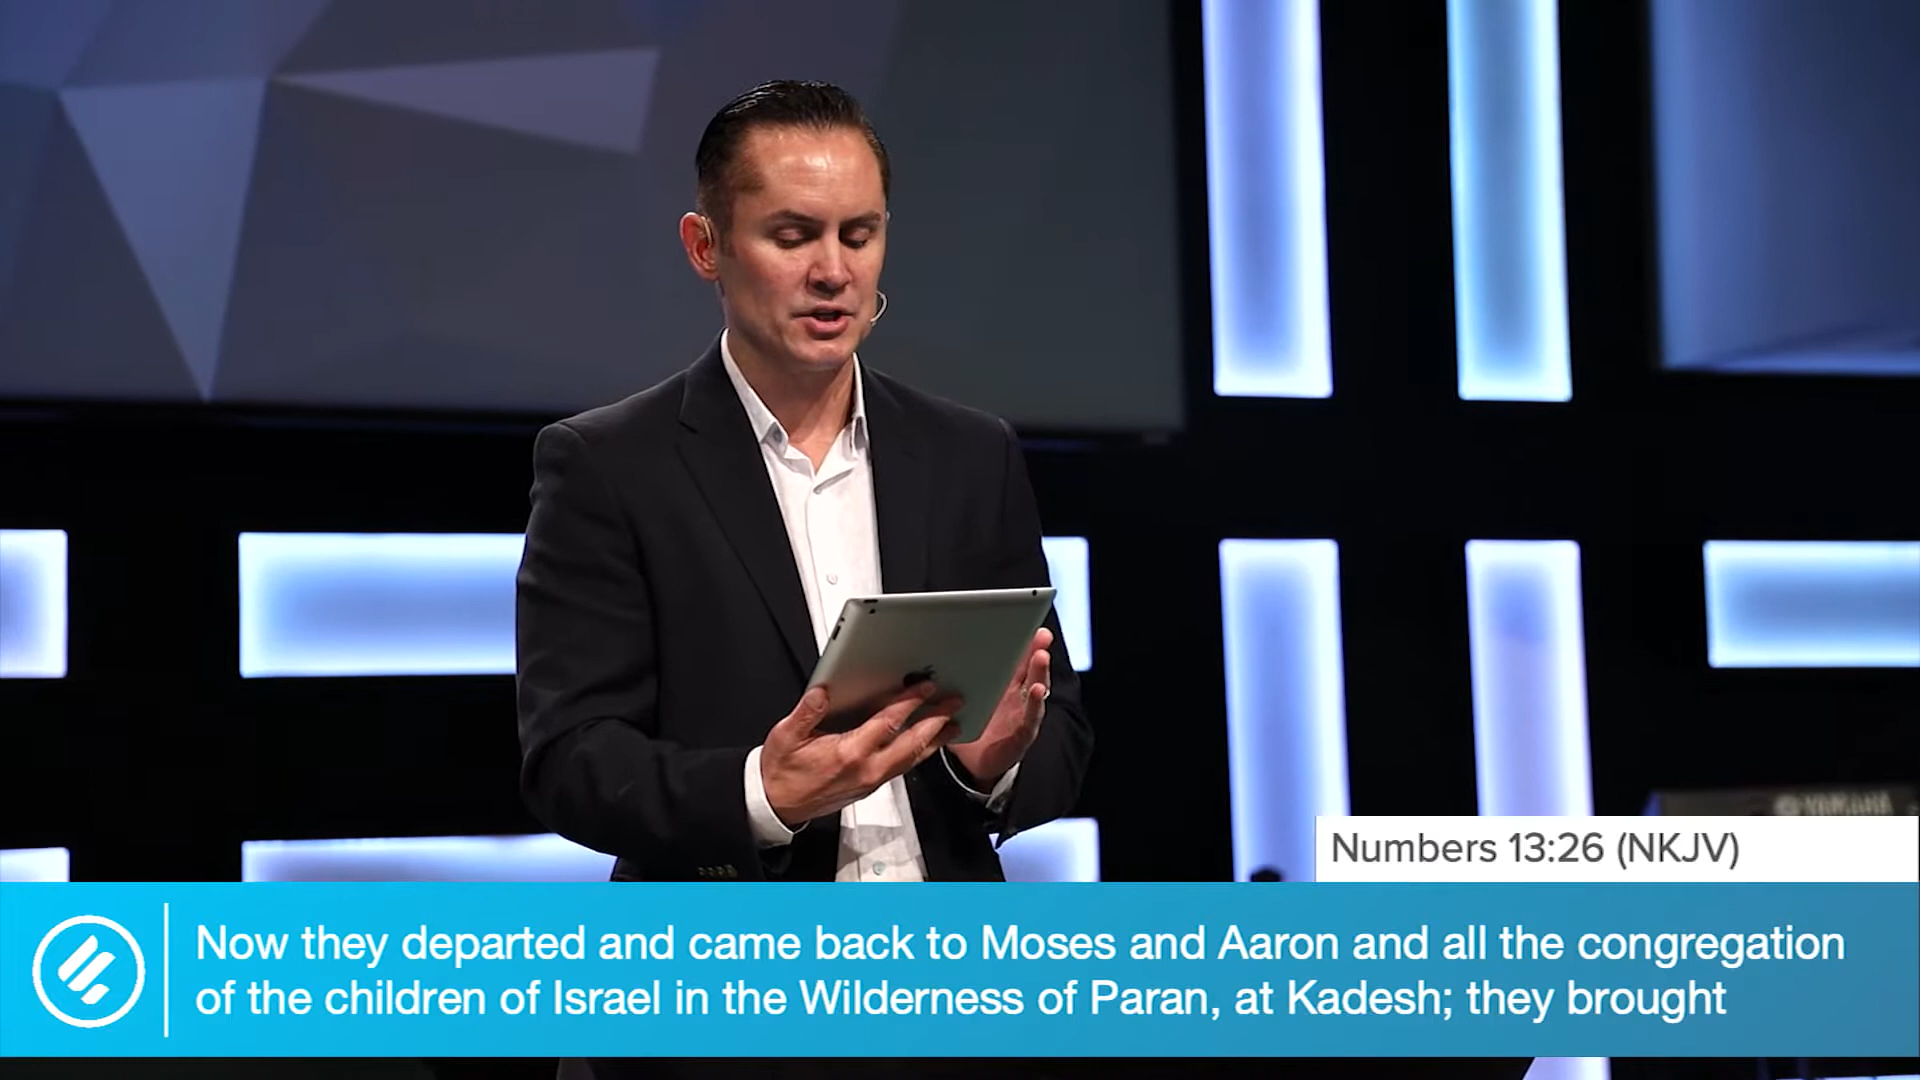 YAMAHA
Numbers 13:26 (NKJV)
Now they departed and came back to Moses and Aaron and all the congregation
of the children of Israel in the Wilderness of Paran, at Kadesh; they brought